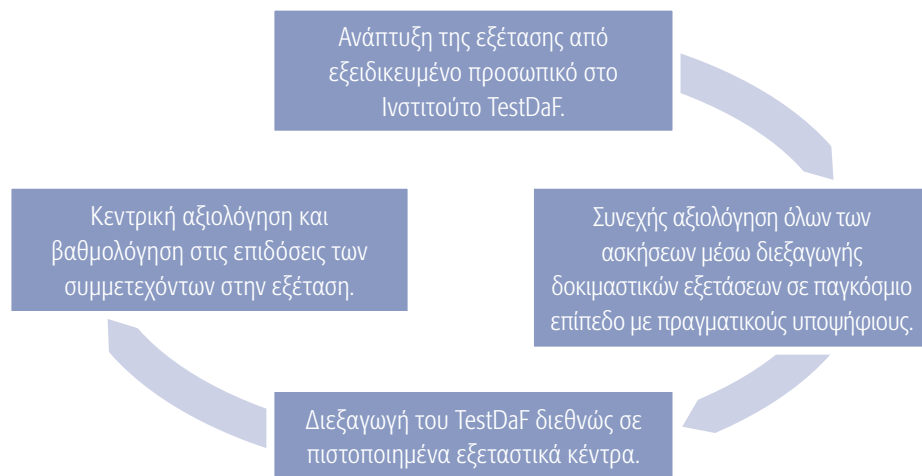 Ανάπτυξη της εξέτασης από
εξειδικευμένο προσωπικό στο
Ινστιτούτο TestDaF.
Συνεχής αξιολόγηση όλων των
ασκήσεων μέσω διεξαγωγής
δοκιμαστικών εξετάσεων σε παγκόσμιο
επίπεδο με πραγματικούς υποψήφιους.
Διεξαγωγή του TestDaF διεθνώς σε
πιστοποιημένα εξεταστικά κέντρα.
Κεντρική αξιολόγηση και
βαθμολόγηση στις επιδόσεις των
συμμετεχόντων στην εξέταση.